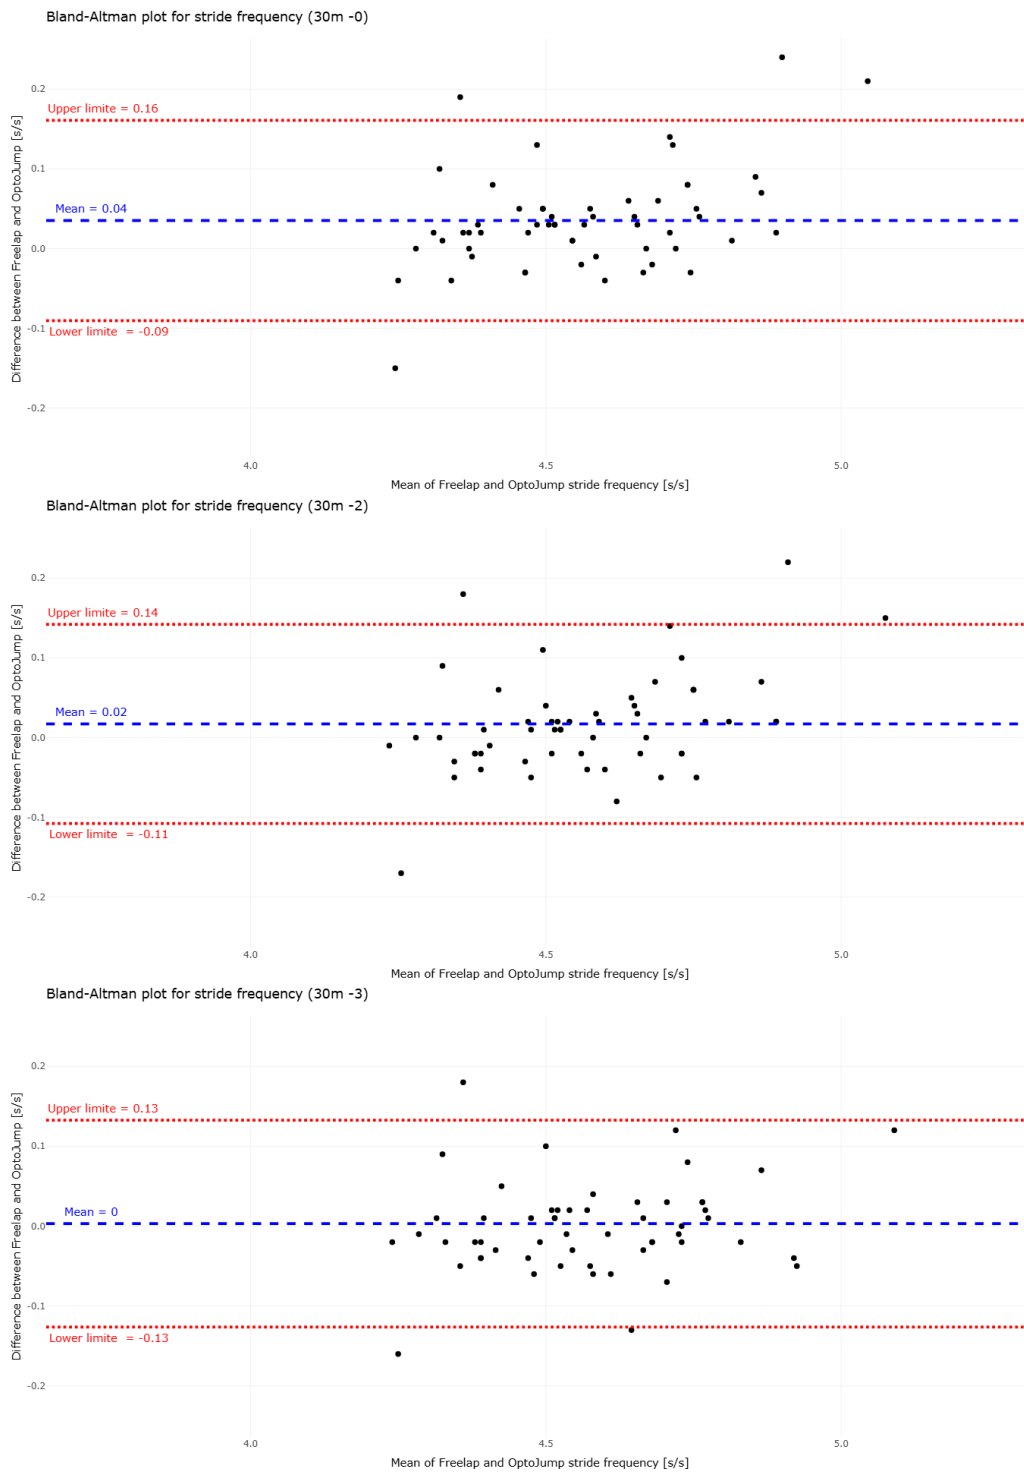 Bland-Altman plot for stride frequency (30m -0)
Difference between Freelap and OptoJump [s/s]
0.2
0.1
0.0
-0.1
-0.2
Upper limite = 0.16
Mean = 0.04
Lower limite  = -0.09
4.0 4.5 5.0
Mean of Freelap and OptoJump stride frequency [s/s]
Bland-Altman plot for stride frequency (30m -2)
Difference between Freelap and OptoJump [s/s]
0.2
0.1
0.0
-0.1
-0.2
Upper limite = 0.14
Mean = 0.02
Lower limite  = -0.11
4.0 4.5 5.0
Mean of Freelap and OptoJump stride frequency [s/s]
Bland-Altman plot for stride frequency (30m -3)
Difference between Freelap and OptoJump [s/s]
0.2
0.1
0.0
-0.1
-0.2
Upper limite = 0.13
Mean = 0
Lower limite  = -0.13
4.0 4.5 5.0
Mean of Freelap and OptoJump stride frequency [s/s]